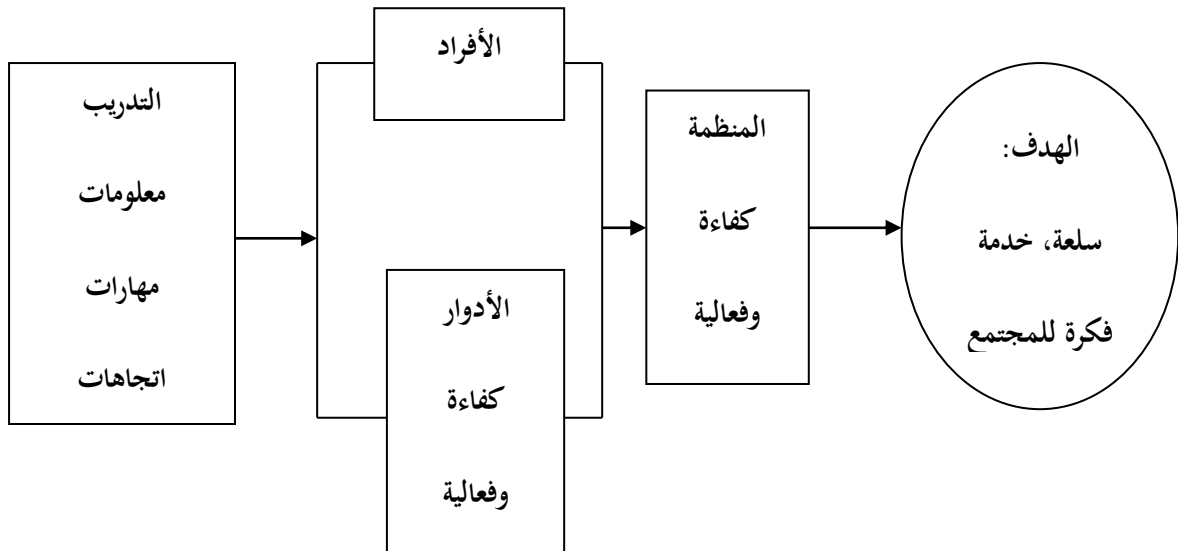 التدريب
معلومات
مهارات
اتجاهات
الأفراد
الأدوار
كفاءة
وفعالية
المنظمة
كفاءة
وفعالية
الهدف:
سلعة، خدمة
فكرة للمجتمع